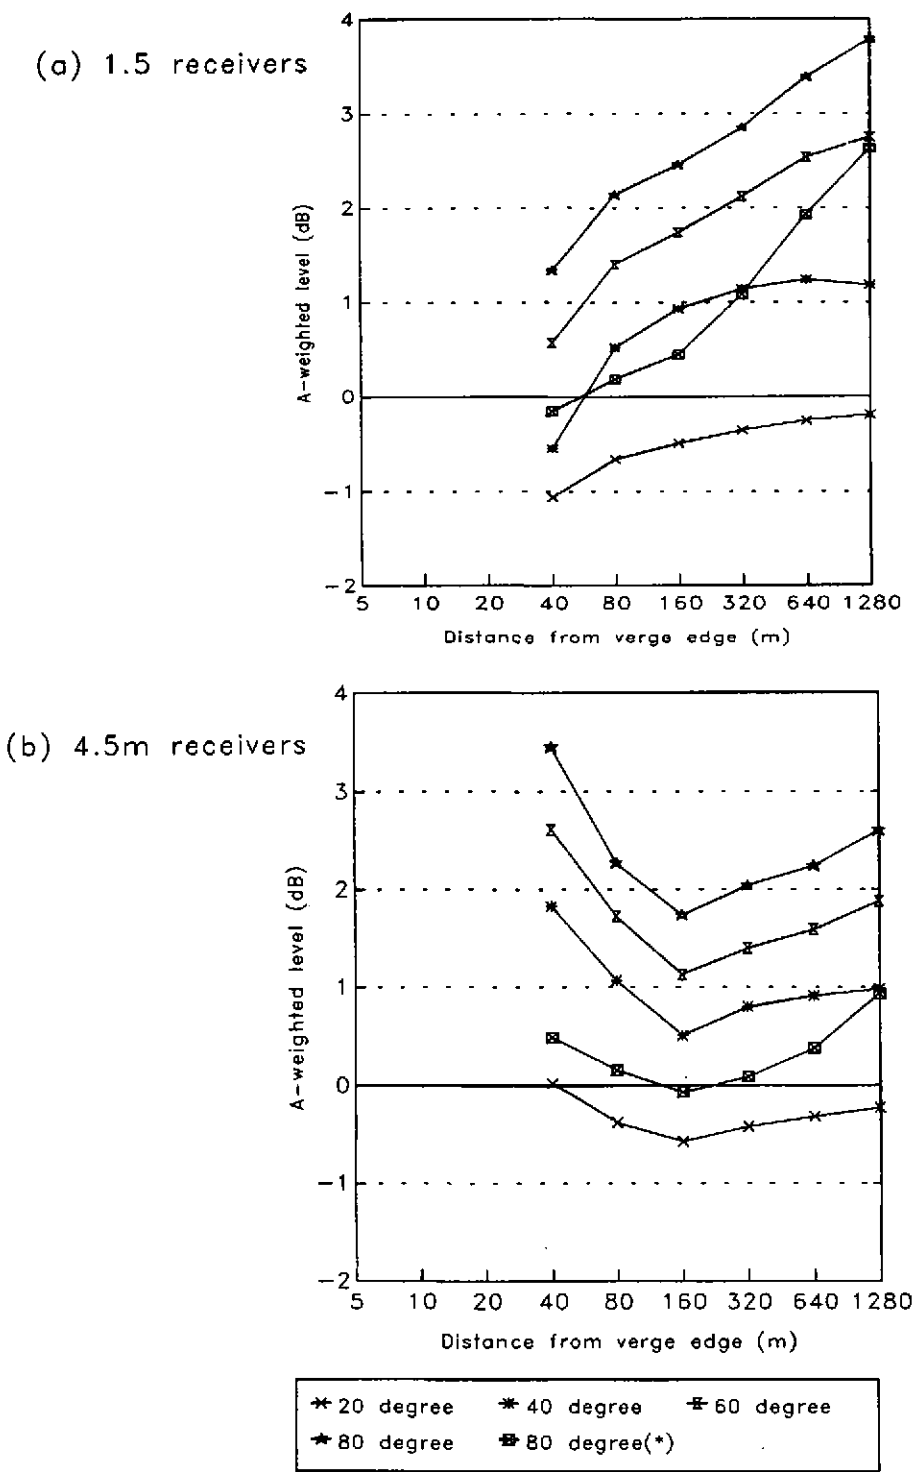 (a) 1.5 receivers
4
3
2
1
0
−1
−2
A−weighted level (dB)
5 10 20 40 80 160 320 640 1280
Distance from verge edge (m)
(b) 4.5m receivers
4
3
2
1
0
−1
−2
A−weighted level (dB)
5 10 20 40 80 160 320 640 1280
Distance from verge edge (m)
20 degree 40 degree 60 degree
80 degree 80 degree(*)